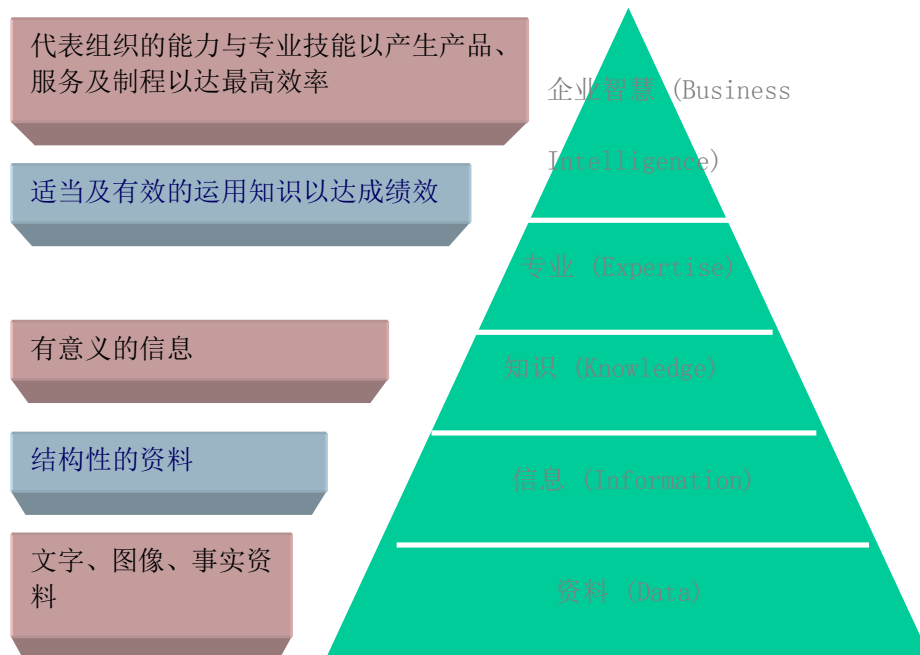 代表组织的能力与专业技能以产生产品、
服务及制程以达最高效率
企业智慧 (Business
Intelligence)
适当及有效的运用知识以达成绩效
专业 (Expertise)
有意义的信息
知识 (Knowledge)
结构性的资料
信息 (Information)
文字、图像、事实资
料
资料 (Data)